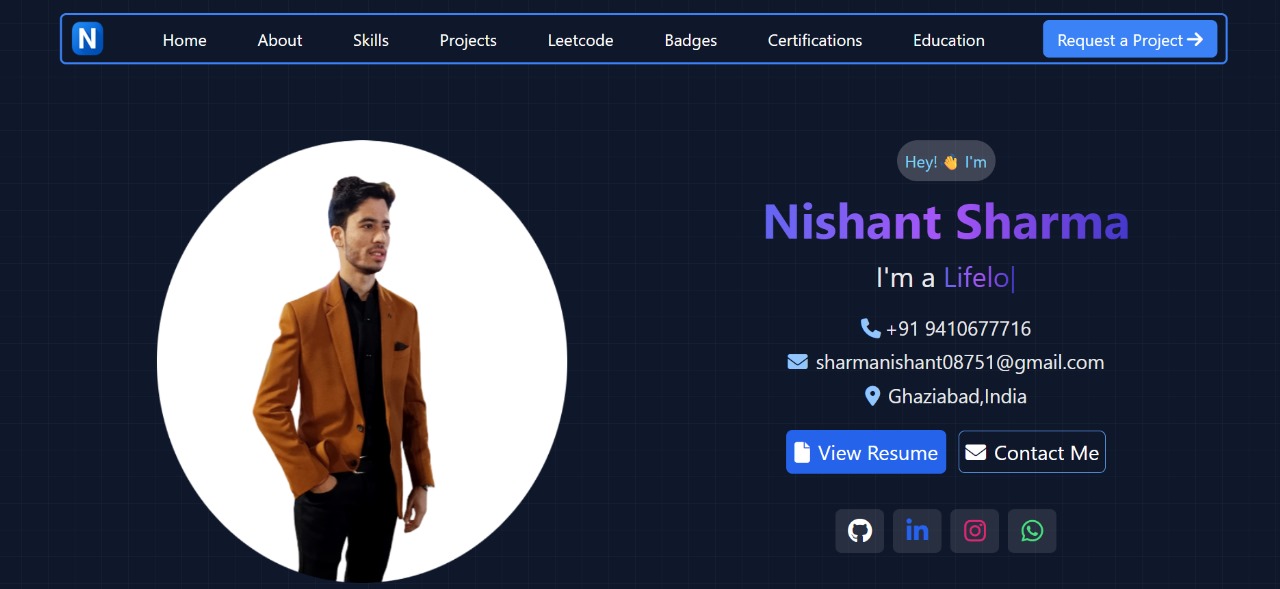 N Home About Skills Projects Leetcode Badges Certifications Education Request a Project
Hey! 👋 I'm
Nishant Sharma
I'm a Lifelo|
+91 9410677716
sharmanishant08751@gmail.com
Ghaziabad,India
View Resume Contact Me
in